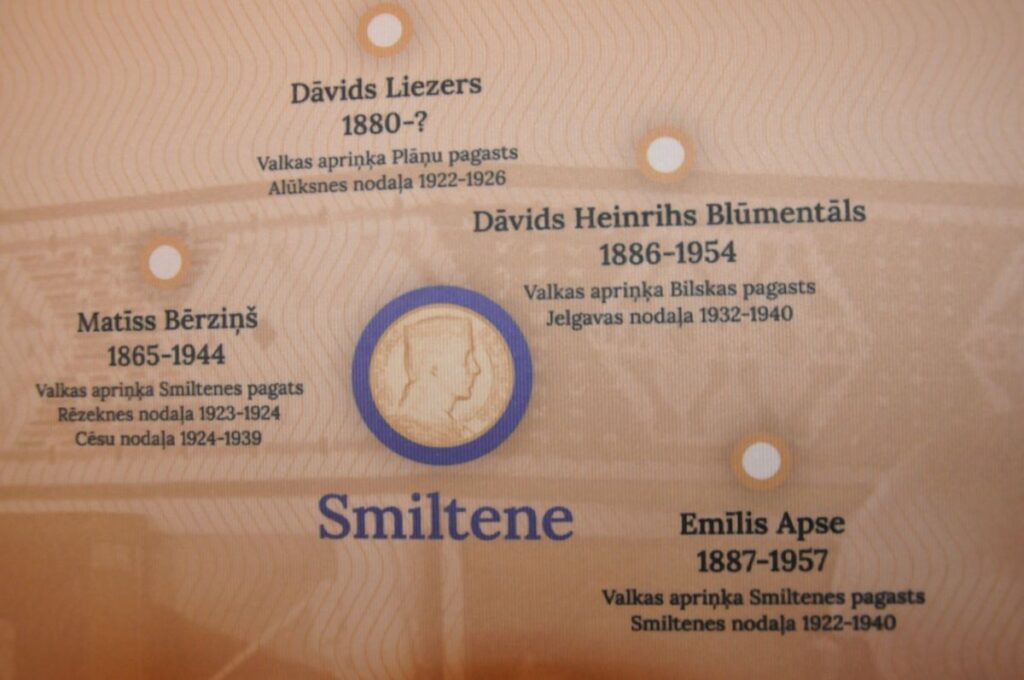 Dāvids Liezers
1880-?
Valkas apriņķa Plāņu pagasts
Alūksnes nodaļa 1922-1926
Dāvids Heinrihs Blūmentāls
1886-1954
Valkas apriņķa Bilskas pagasts
Jelgavas nodaļa 1932-1940
Matīss Bērziņš
1865-1944
Valkas apriņķa Smiltenes pagats
Rēzeknes nodaļa 1923-1924
Cēsu nodaļa 1924-1939
Smiltene
Emīlis Apse
1887-1957
Valkas apriņķa Smiltenes pagasts
Smiltenes nodaļa 1922-1940